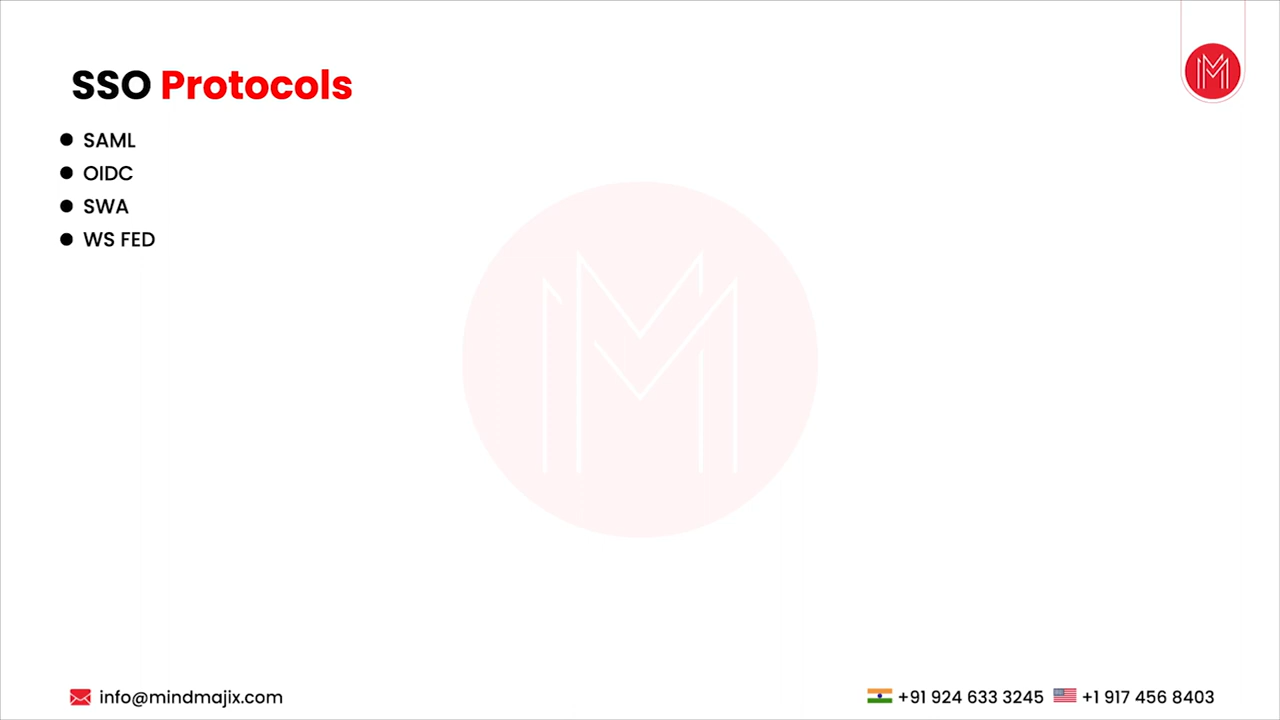 SSO Protocols
SAML
OIDC
SWA
WS FED
info@mindmajix.com
+91 924 633 3245
+1 917 456 8403